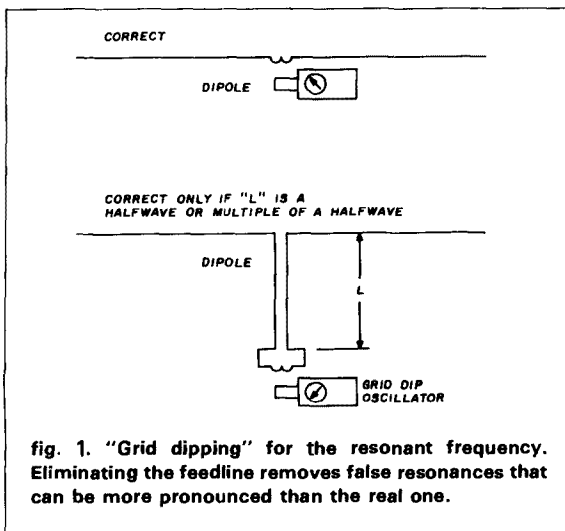 CORRECT
DIPOLE
CORRECT ONLY IF "L" IS A
HALFWAVE OR MULTIPLE OF A HALFWAVE
DIPOLE
L
GRID DIP
OSCILLATOR
fig. 1. "Grid dipping" for the resonant frequency.
Eliminating the feedline removes false resonances that
can be more pronounced than the real one.